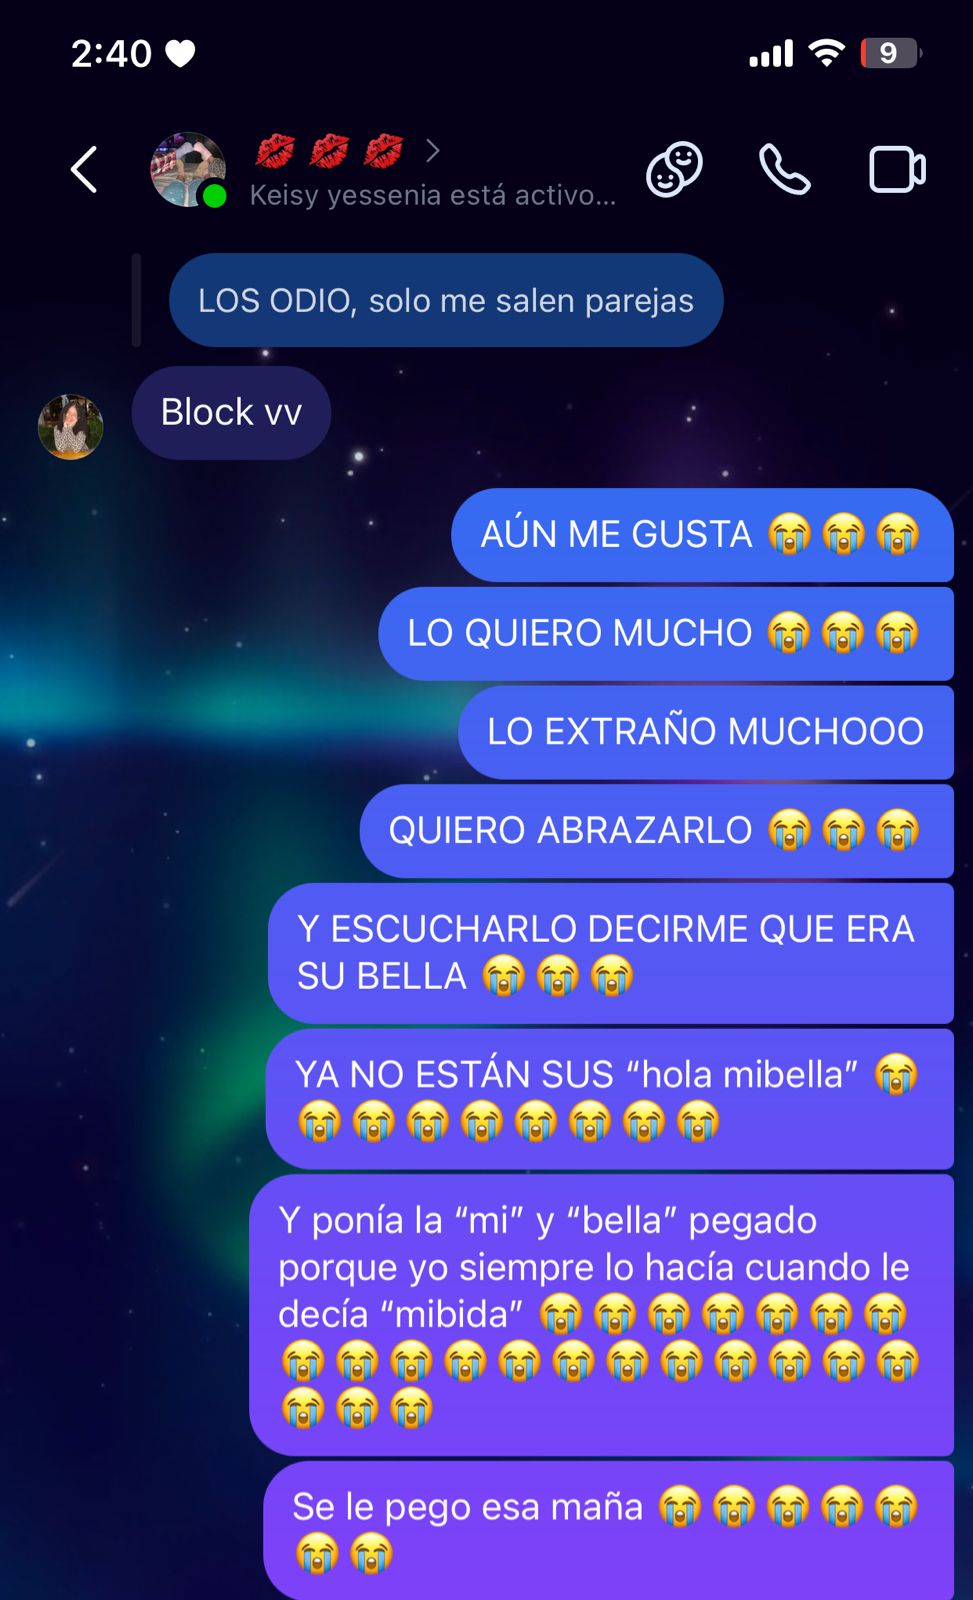 2:40
9
💋💋💋
Keisy yessenia está activo...
LOS ODIO, solo me salen parejas
Block vv
AÚN ME GUSTA 😭😭😭
LO QUIERO MUCHO 😭😭😭
LO EXTRAÑO MUCHOOO
QUIERO ABRAZARLO 😭😭😭
Y ESCUCHARLO DECIRME QUE ERA
SU BELLA 😭😭😭
YA NO ESTÁN SUS “hola mibella” 😭
😭😭😭😭😭😭😭😭
Y ponía la “mi” y “bella” pegado
porque yo siempre lo hacía cuando le
decía “mibida” 😭😭😭😭😭😭😭
😭😭😭😭😭😭😭😭😭😭😭😭
😭😭😭
Se le pego esa maña 😭😭😭😭😭
😭😭